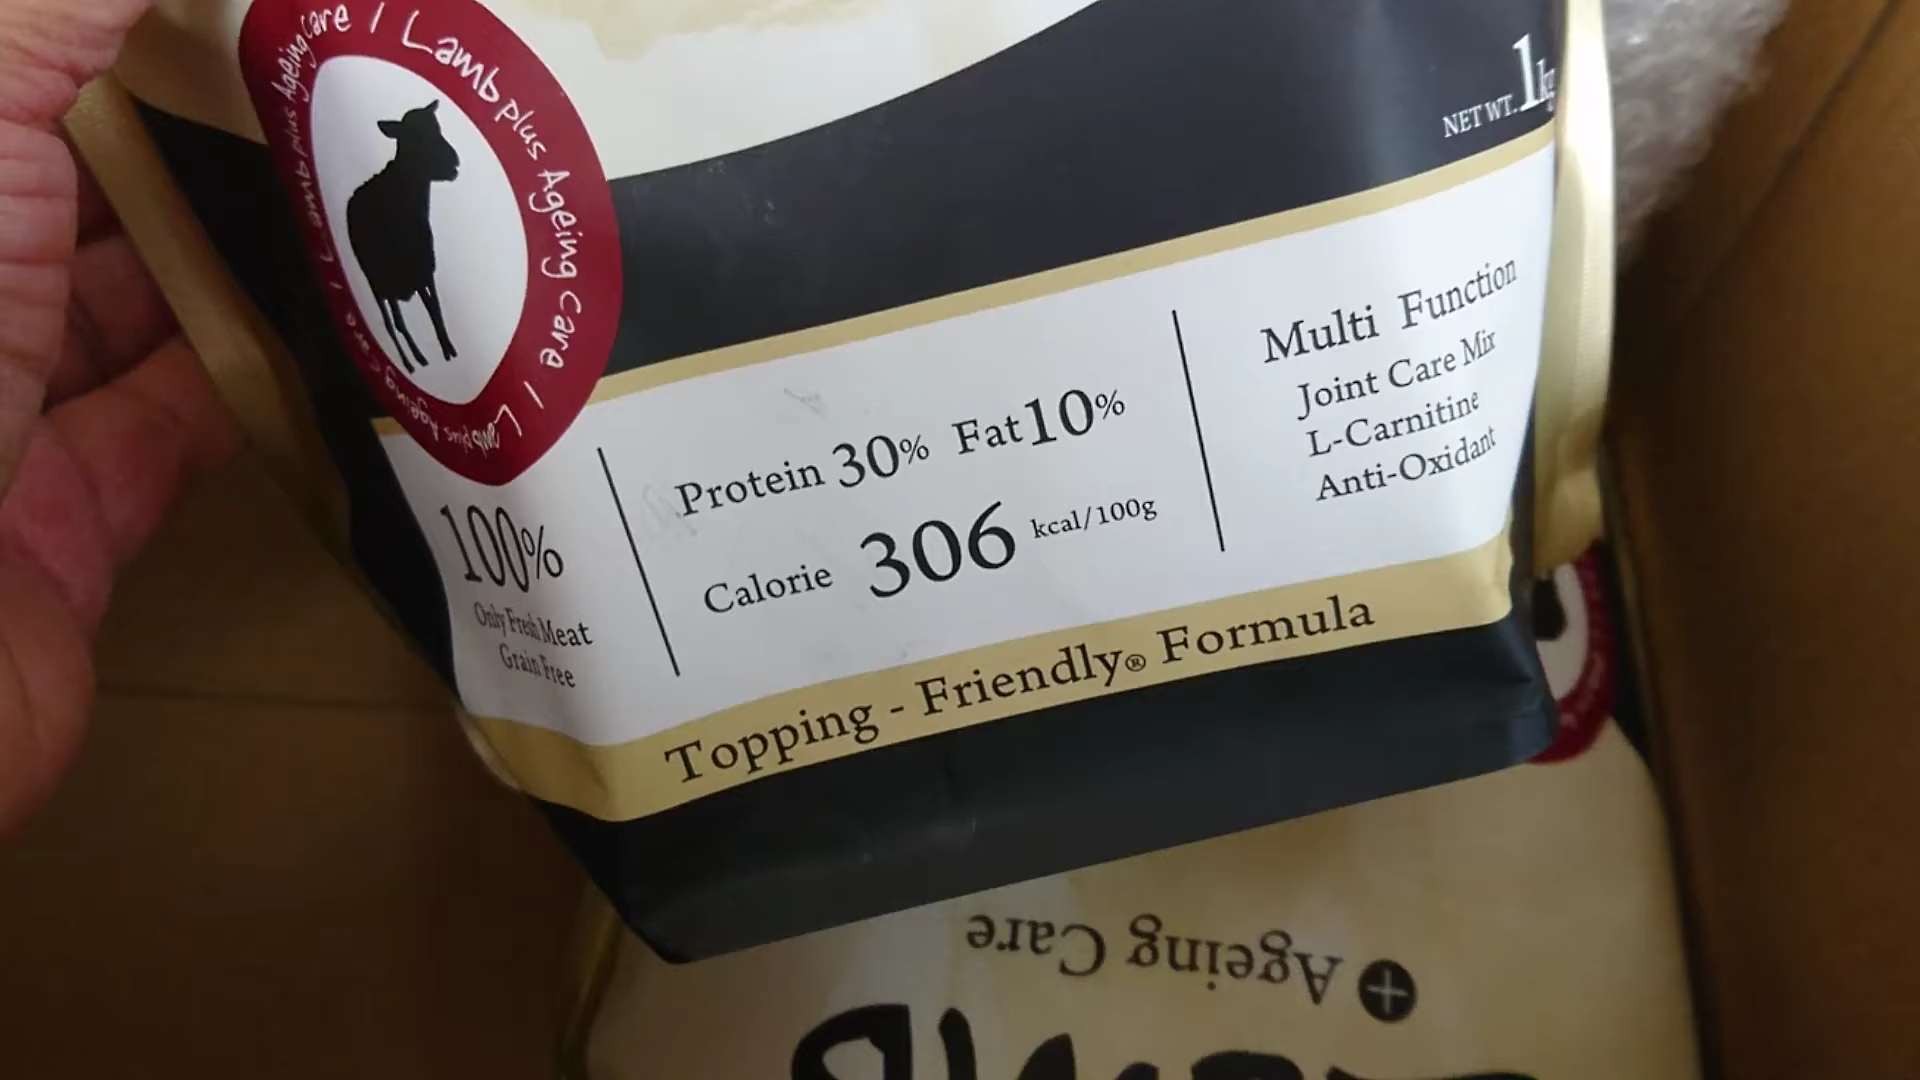 Lamb plus Ageing Care / Lamb plus Ageing Care / Lamb plus Ageing Care /
NET WT. 1kg
100%
Only Fresh Meat
Grain Free
Protein 30% Fat 10%
Calorie 306 kcal/100g
Multi Function
Joint Care Mix
L-Carnitine
Anti-Oxidant
Topping - Friendly® Formula
+ Ageing Care